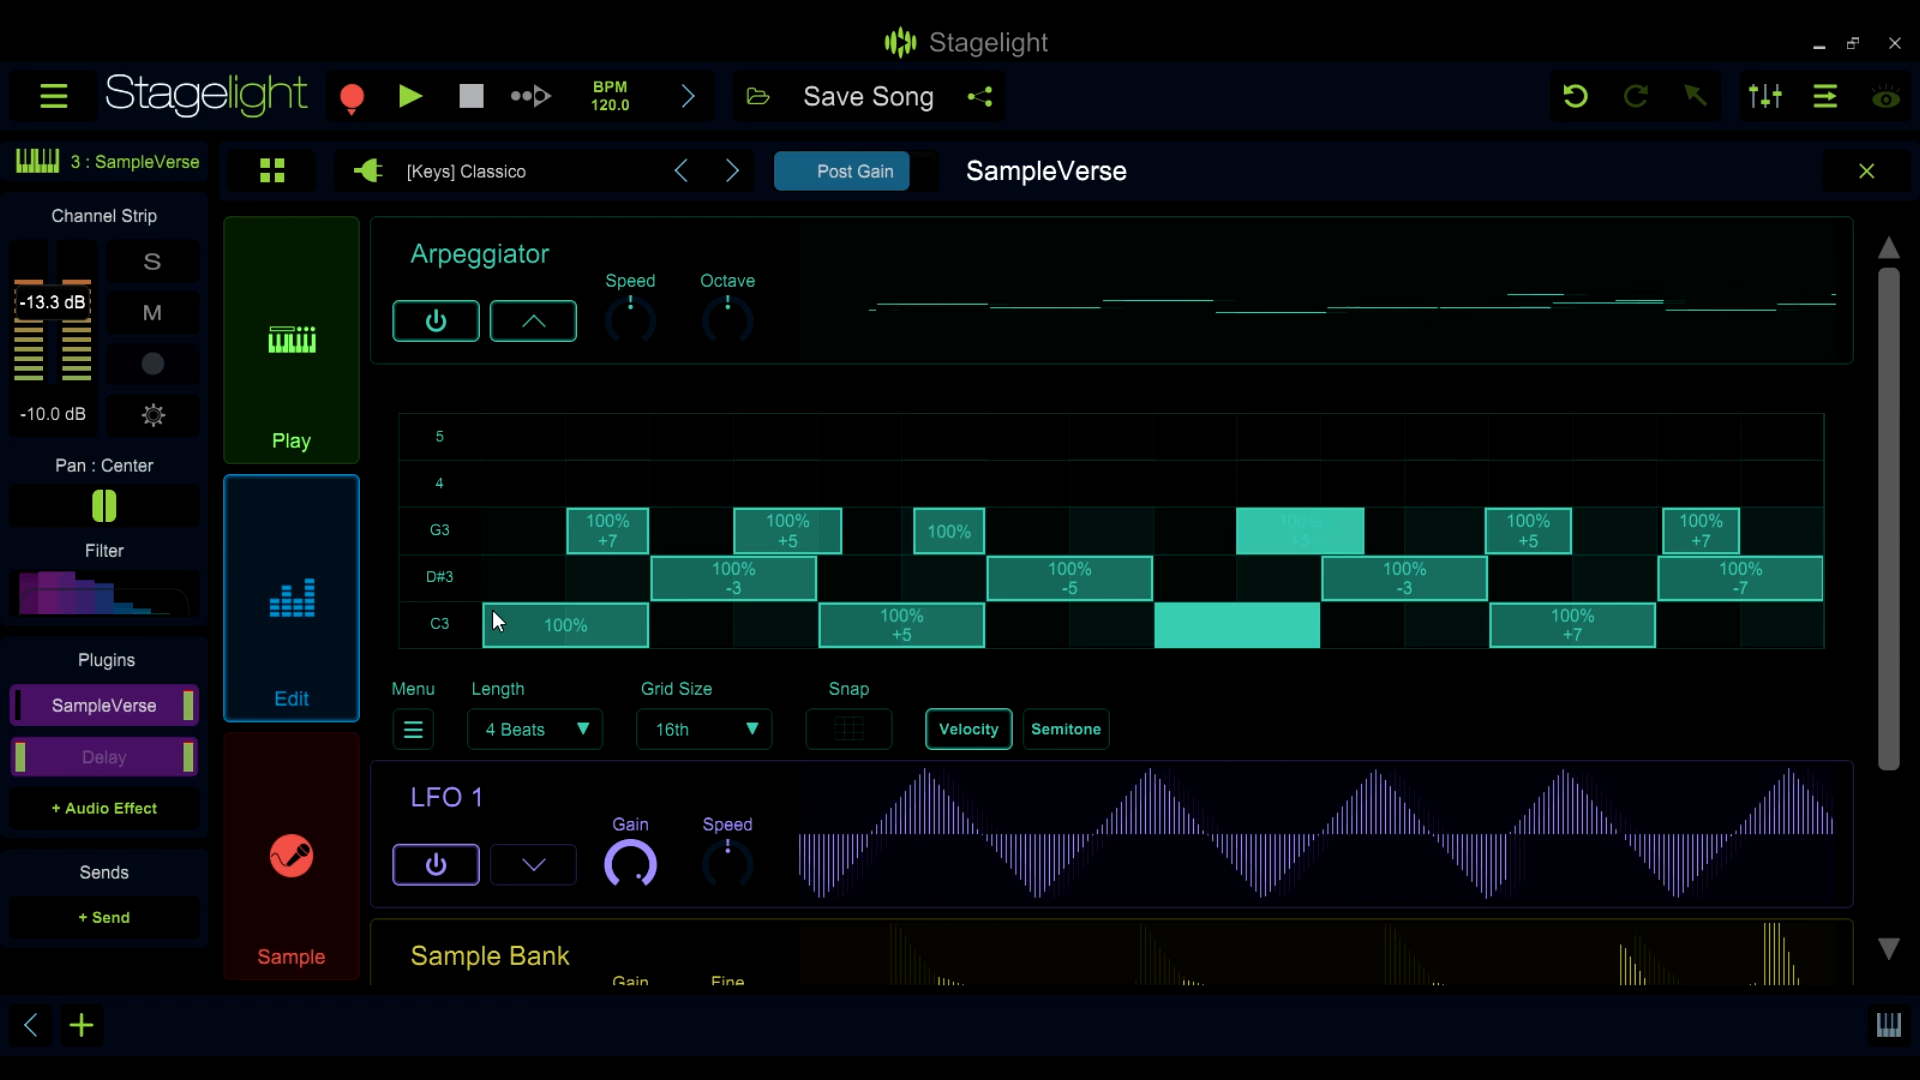 Stagelight
Stagelight
BPM
120.0
Save Song
3 : SampleVerse
[Keys] Classico
Post Gain
SampleVerse
Channel Strip
S
-13.3 dB
M
-10.0 dB
Pan : Center
Filter
Plugins
SampleVerse
Delay
+ Audio Effect
Sends
+ Send
Play
Edit
Sample
Arpeggiator
Speed
Octave
5
4
G3
100%
+7
100%
+5
100%
100%
+5
100%
+5
100%
+7
D#3
100%
-3
100%
-5
100%
-3
100%
-7
C3
100%
100%
+5
100%
+7
Menu
Length
Grid Size
Snap
4 Beats
16th
Velocity
Semitone
LFO 1
Gain
Speed
Sample Bank
Gain
Fine